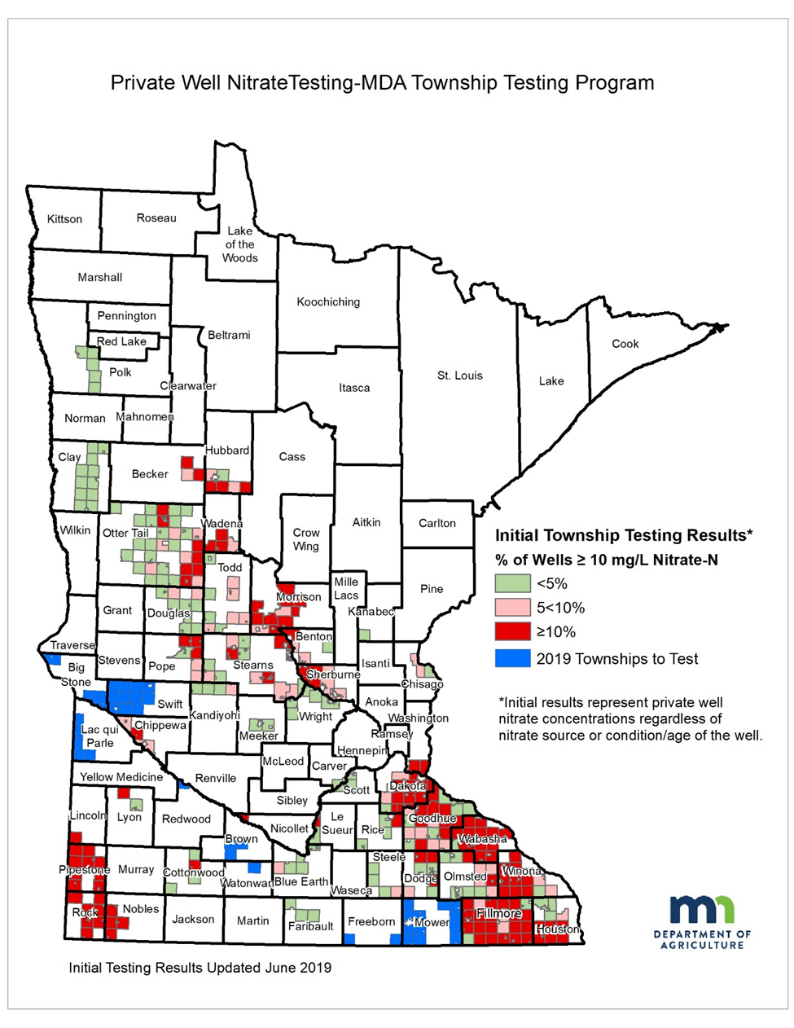 Private Well NitrateTesting-MDA Township Testing Program
Kittson
Roseau
Lake
of the
Woods
Marshall
Koochiching
Pennington
Red Lake
Beltrami
Polk
Clearwater
Itasca
St. Louis
Lake
Cook
Norman
Mahnomen
Clay
Becker
Hubbard
Cass
Wilkin
Otter Tail
Wadena
Crow
Wing
Aitkin
Carlton
Todd
Morrison
Mille
Lacs
Kanabec
Pine
Grant
Douglas
Benton
Traverse
Stevens
Pope
Stearns
Sherburne
Isanti
Chisago
Big
Stone
Swift
Kandiyohi
Meeker
Wright
Anoka
Washington
Ramsey
Hennepin
Lac qui
Parle
Chippewa
McLeod
Carver
Yellow Medicine
Renville
Scott
Dakota
Sibley
Lincoln
Lyon
Redwood
Nicollet
Le
Sueur
Rice
Goodhue
Wabasha
Brown
Pipestone
Murray
Cottonwood
Watonwan
Blue Earth
Waseca
Steele
Dodge
Olmsted
Winona
Rock
Nobles
Jackson
Martin
Faribault
Freeborn
Mower
Fillmore
Houston
Initial Township Testing Results*
% of Wells ≥ 10 mg/L Nitrate-N
<5%
5<10%
≥10%
2019 Townships to Test
*Initial results represent private well
nitrate concentrations regardless of
nitrate source or condition/age of the well.
mn
DEPARTMENT OF
AGRICULTURE
Initial Testing Results Updated June 2019